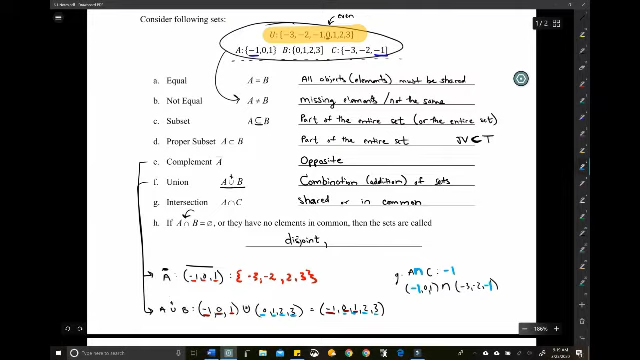 Consider following sets:
even
U: {-3, -2, -1,0,1,2,3}
A: {-1,0,1} B: {0,1,2,3} C: {-3,-2,-1}
a. Equal A = B All objects (elements) must be shared
b. Not Equal A ≠ B missing elements / not the same
c. Subset A ⊆ B Part of the entire set (or the entire set)
d. Proper Subset A ⊂ B Part of the entire set JV ⊂ T
e. Complement A̅ Opposite
f. Union A ∪ B Combination (addition) of sets
g. Intersection A ∩ C shared or in common
h. If A ∩ B = ∅, or they have no elements in common, then the sets are called
disjoint,
A̅ : (-1, 0, 1) : { -3, -2, 2, 3 }
g. A ∩ C : -1
(-1,0,1) ∩ (-3,-2,-1)
A ∪ B : (-1, 0, 1) ∪ (0,1,2,3) = (-1, 0, 1, 2, 3)
1/2
186%